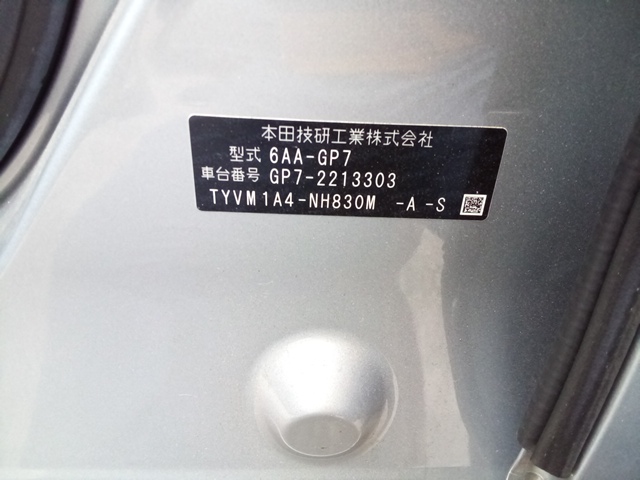 本田技研工業株式会社
型式 6AA-GP7
車台番号 GP7-2213303
TYVM1A4-NH830M -A -S